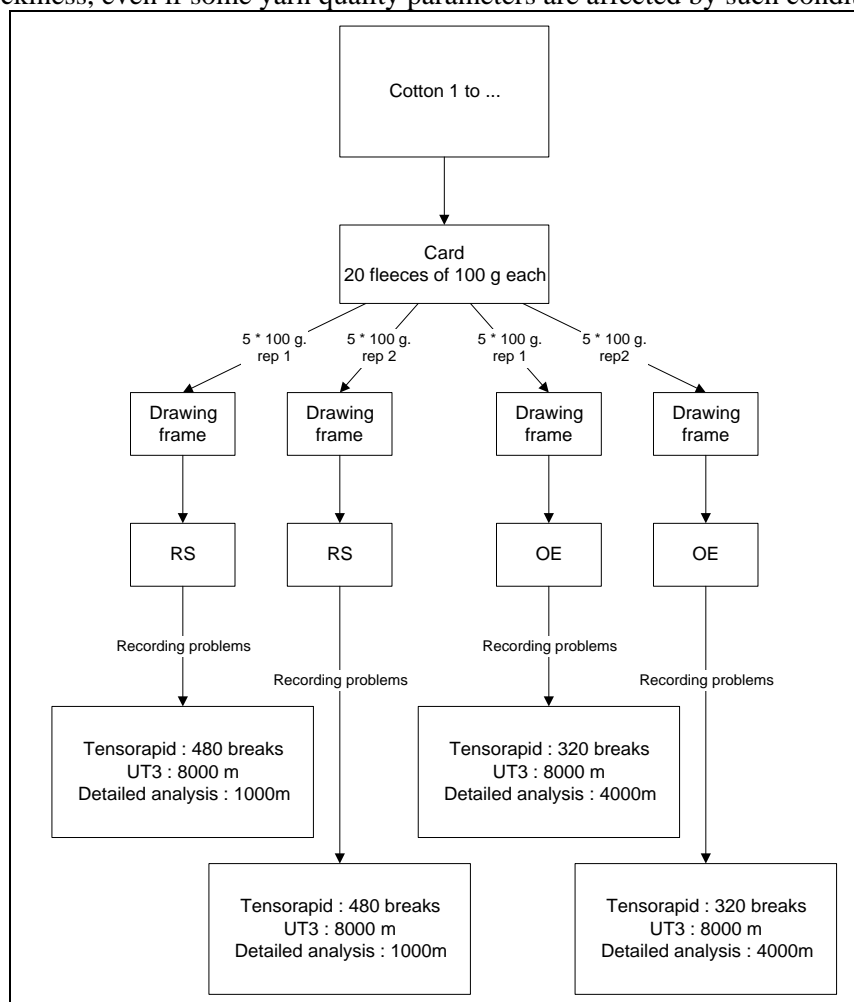 even if some yarn quality parameters are affected by such
Cotton 1 to ...
Card
20 fleeces of 100 g each
5 * 100 g.
rep 1
5 * 100 g.
rep 2
5 * 100 g.
rep 1
5 * 100 g.
rep2
Drawing
frame
Drawing
frame
Drawing
frame
Drawing
frame
RS
RS
OE
OE
Recording problems
Recording problems
Recording problems
Recording problems
Tensorapid : 480 breaks
UT3 : 8000 m
Detailed analysis : 1000m
Tensorapid : 320 breaks
UT3 : 8000 m
Detailed analysis : 4000m
Tensorapid : 480 breaks
UT3 : 8000 m
Detailed analysis : 1000m
Tensorapid : 320 breaks
UT3 : 8000 m
Detailed analysis : 4000m